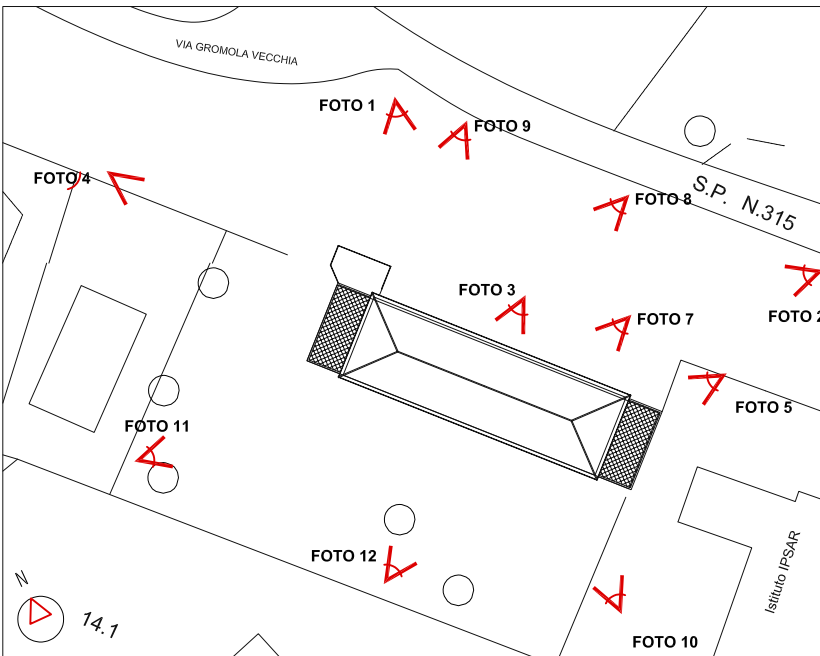 VIA GROMOLA VECCHIA
FOTO 1
FOTO 9
FOTO 4
S.P. N.315
FOTO 8
FOTO 3
FOTO 2
FOTO 7
FOTO 5
FOTO 11
FOTO 12
Istituto IPSAR
N
14.1
FOTO 10